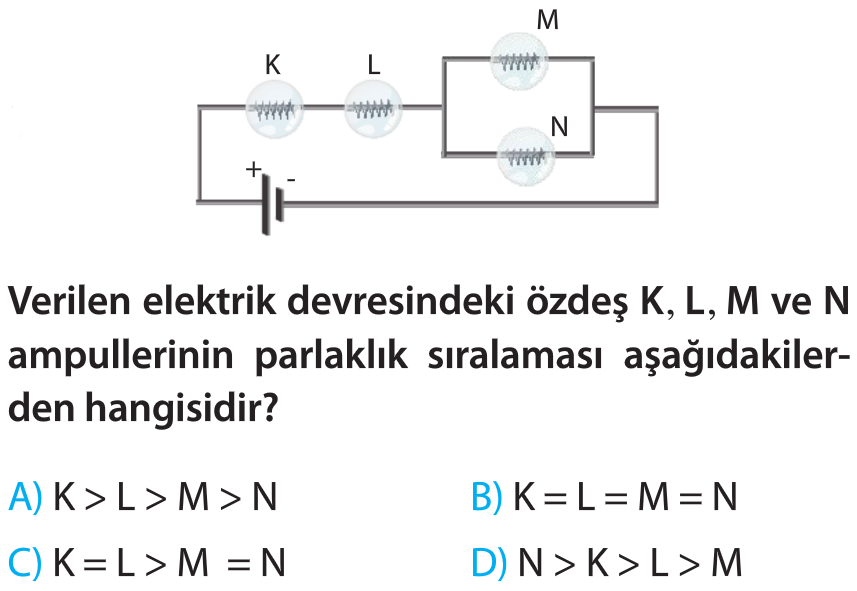 M
K L
N
+ -
Verilen elektrik devresindeki özdeş K, L, M ve N
ampullerinin parlaklık sıralaması aşağıdakiler-
den hangisidir?
A) K > L > M > N B) K = L = M = N
C) K = L > M = N D) N > K > L > M